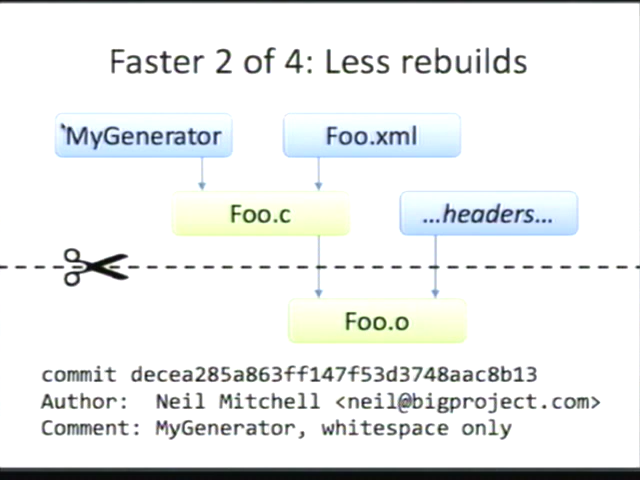 Faster 2 of 4: Less rebuilds
MyGenerator
Foo.xml
Foo.c
...headers...
Foo.o
commit decea285a863ff147f53d3748aac8b13
Author:  Neil Mitchell <neil@bigproject.com>
Comment: MyGenerator, whitespace only